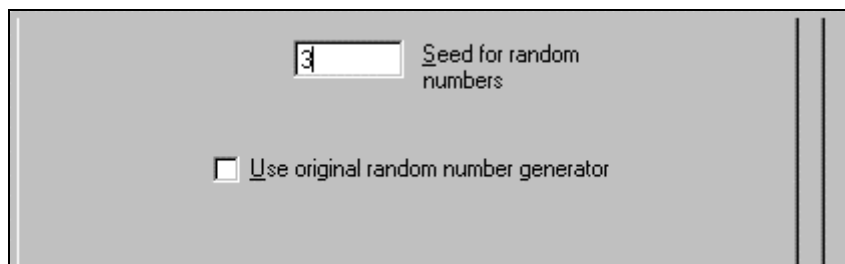 3
Seed for random
numbers
Use original random number generator